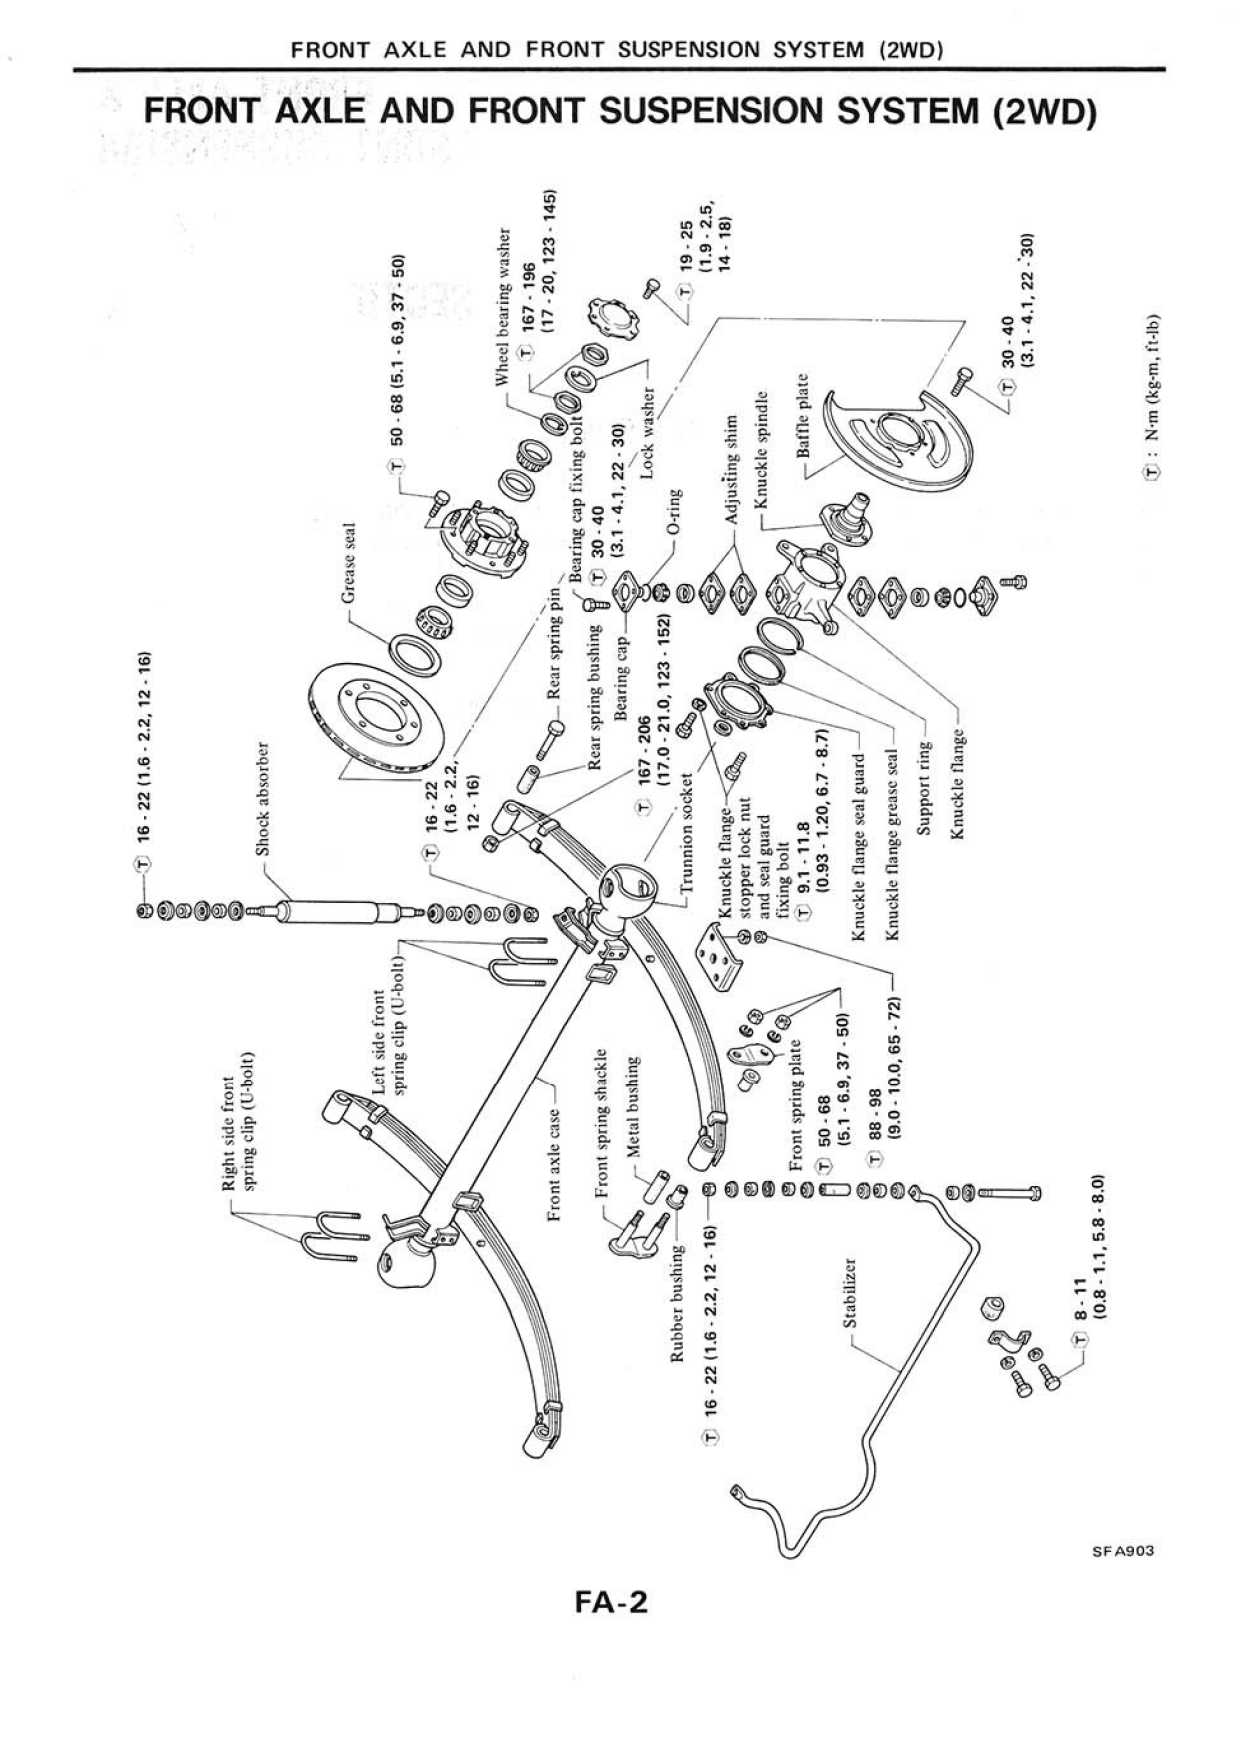 FRONT AXLE AND FRONT SUSPENSION SYSTEM (2WD)
FRONT AXLE AND FRONT SUSPENSION SYSTEM (2WD)
Ⓣ 16 - 22 (1.6 - 2.2, 12 - 16)
Shock absorber
Right side front
spring clip (U-bolt)
Left side front
spring clip (U-bolt)
Grease seal
Ⓣ 50 - 68 (5.1 - 6.9, 37 - 50)
Ⓣ 16 - 22
(1.6 - 2.2,
12 - 16)
Wheel bearing washer
Ⓣ 167 - 196
(17 - 20, 123 - 145)
Rear spring pin
Bearing cap fixing bolt
Ⓣ 30 - 40
(3.1 - 4.1, 22 - 30)
Rear spring bushing
Bearing cap
Lock washer
Ⓣ 167 - 206
(17.0 - 21.0, 123 - 152)
O-ring
Ⓣ 19 - 25
(1.9 - 2.5,
14 - 18)
Trunnion socket
Adjusting shim
Knuckle spindle
Baffle plate
Ⓣ 30 - 40
(3.1 - 4.1, 22 - 30)
Knuckle flange
stopper lock nut
and seal guard
fixing bolt
Ⓣ 9.1 - 11.8
(0.93 - 1.20, 6.7 - 8.7)
Knuckle flange seal guard
Knuckle flange grease seal
Support ring
Knuckle flange
Front axle case
Front spring shackle
Metal bushing
Rubber bushing
Ⓣ 16 - 22 (1.6 - 2.2, 12 - 16)
Front spring plate
Ⓣ 50 - 68
(5.1 - 6.9, 37 - 50)
Ⓣ 88 - 98
(9.0 - 10.0, 65 - 72)
Stabilizer
Ⓣ 8 - 11
(0.8 - 1.1, 5.8 - 8.0)
Ⓣ : N·m (kg-m, ft-lb)
SFA903
FA-2